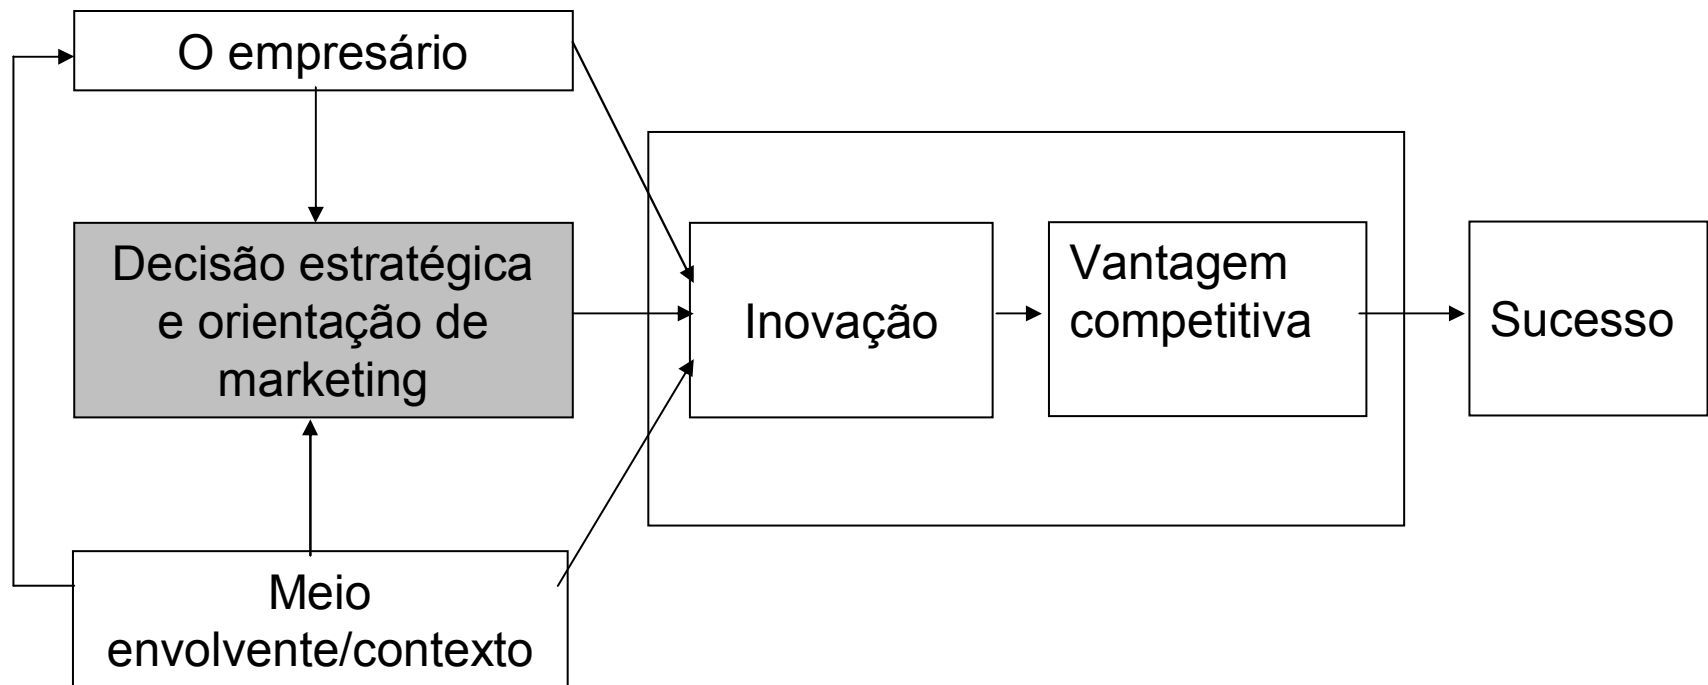 O empresário
Decisão estratégica
e orientação de
marketing
Inovação
Vantagem
competitiva
Sucesso
Meio
envolvente/contexto